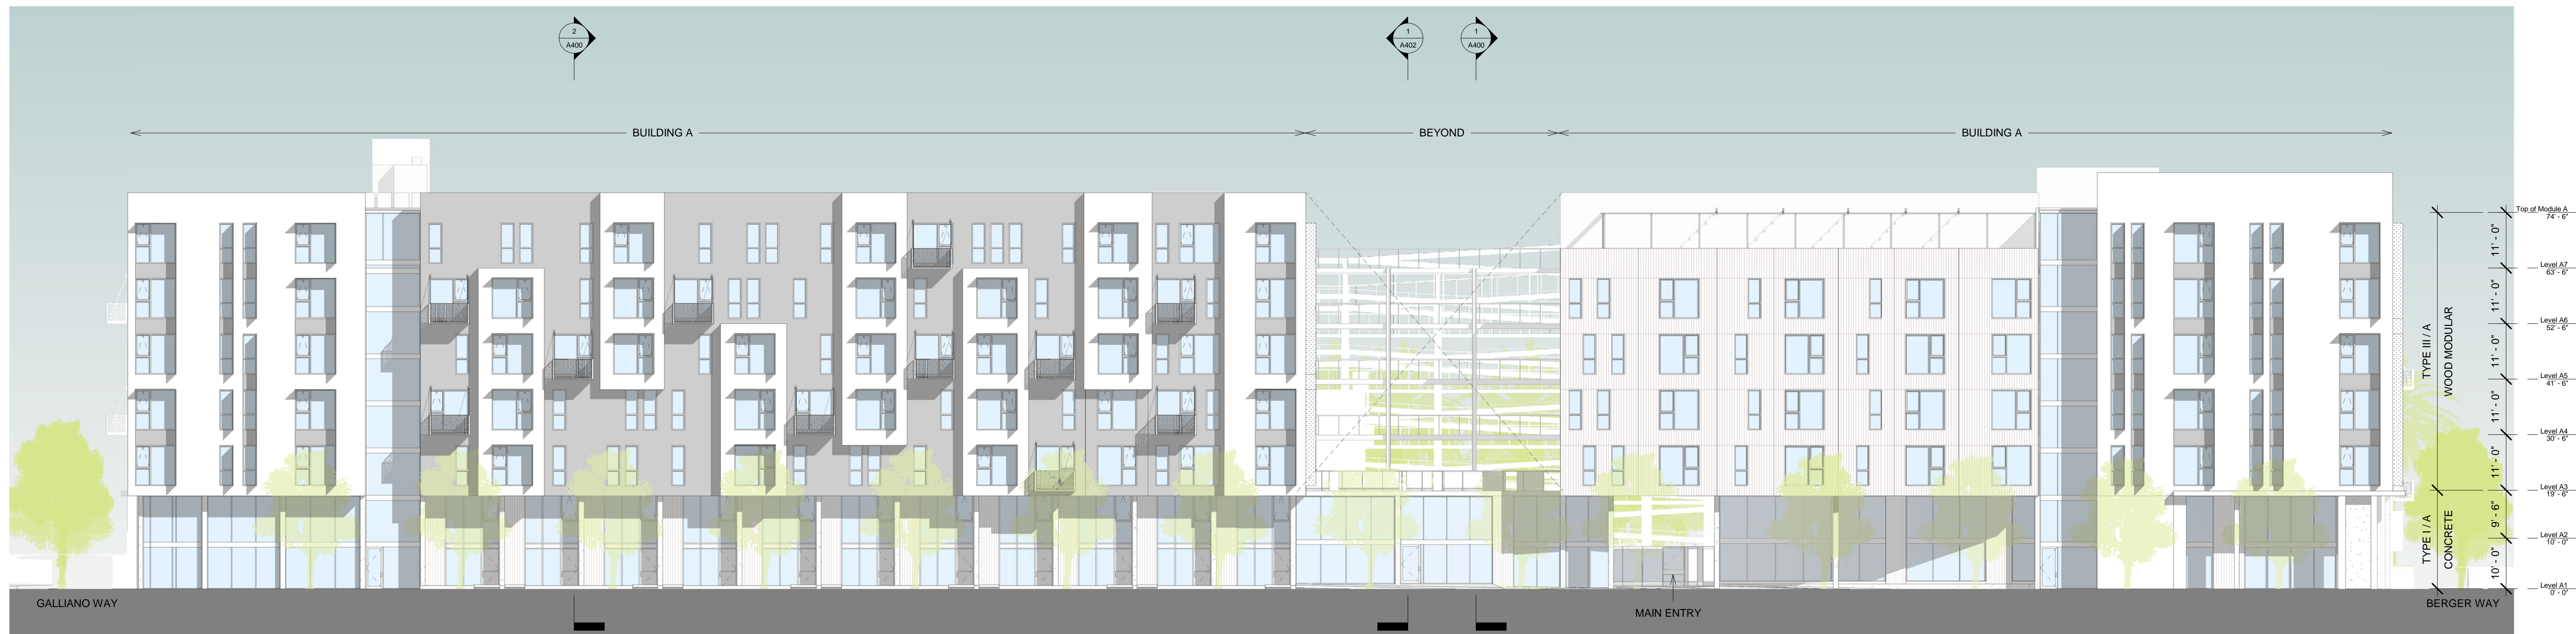 2
A400
1
A402
1
A400
BUILDING A
BEYOND
BUILDING A
Top of Module A
74' - 6"
11' - 0"
Level A7
63' - 6"
11' - 0"
Level A6
52' - 6"
TYPE III / A
WOOD MODULAR
11' - 0"
Level A5
41' - 6"
11' - 0"
Level A4
30' - 6"
11' - 0"
Level A3
19' - 6"
TYPE I / A
CONCRETE
9' - 6"
Level A2
10' - 0"
10' - 0"
Level A1
0' - 0"
GALLIANO WAY
MAIN ENTRY
BERGER WAY